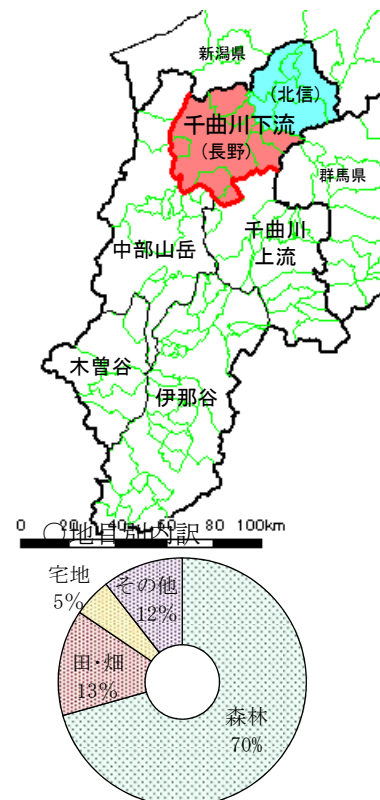 新潟県
(北信)
千曲川下流
(長野)
群馬県
千曲川
上流
中部山岳
木曽谷
伊那谷
0 20 40 60 80 100km
○地目別内訳
宅地
5%
その他
12%
田・畑
13%
森林
70%